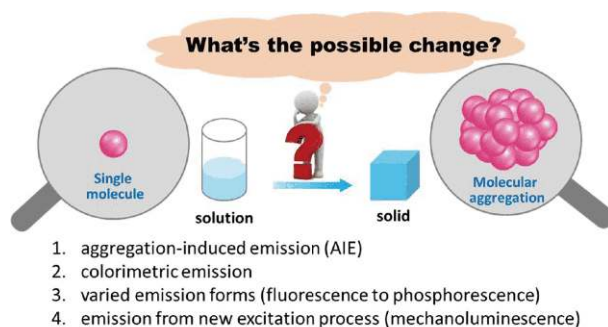 What's the possible change?
Single
molecule
solution
solid
Molecular
aggregation
1. aggregation-induced emission (AIE)
2. colorimetric emission
3. varied emission forms (fluorescence to phosphorescence)
4. emission from new excitation process (mechanoluminescence)